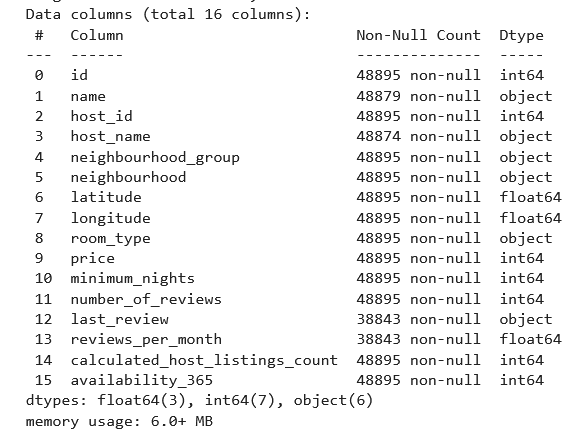 Data columns (total 16 columns):
 #   Column                          Non-Null Count  Dtype
---  ------                          --------------  -----
 0   id                              48895 non-null  int64
 1   name                            48879 non-null  object
 2   host_id                         48895 non-null  int64
 3   host_name                       48874 non-null  object
 4   neighbourhood_group             48895 non-null  object
 5   neighbourhood                   48895 non-null  object
 6   latitude                        48895 non-null  float64
 7   longitude                       48895 non-null  float64
 8   room_type                       48895 non-null  object
 9   price                           48895 non-null  int64
 10  minimum_nights                  48895 non-null  int64
 11  number_of_reviews               48895 non-null  int64
 12  last_review                     38843 non-null  object
 13  reviews_per_month               38843 non-null  float64
 14  calculated_host_listings_count  48895 non-null  int64
 15  availability_365                48895 non-null  int64
dtypes: float64(3), int64(7), object(6)
memory usage: 6.0+ MB